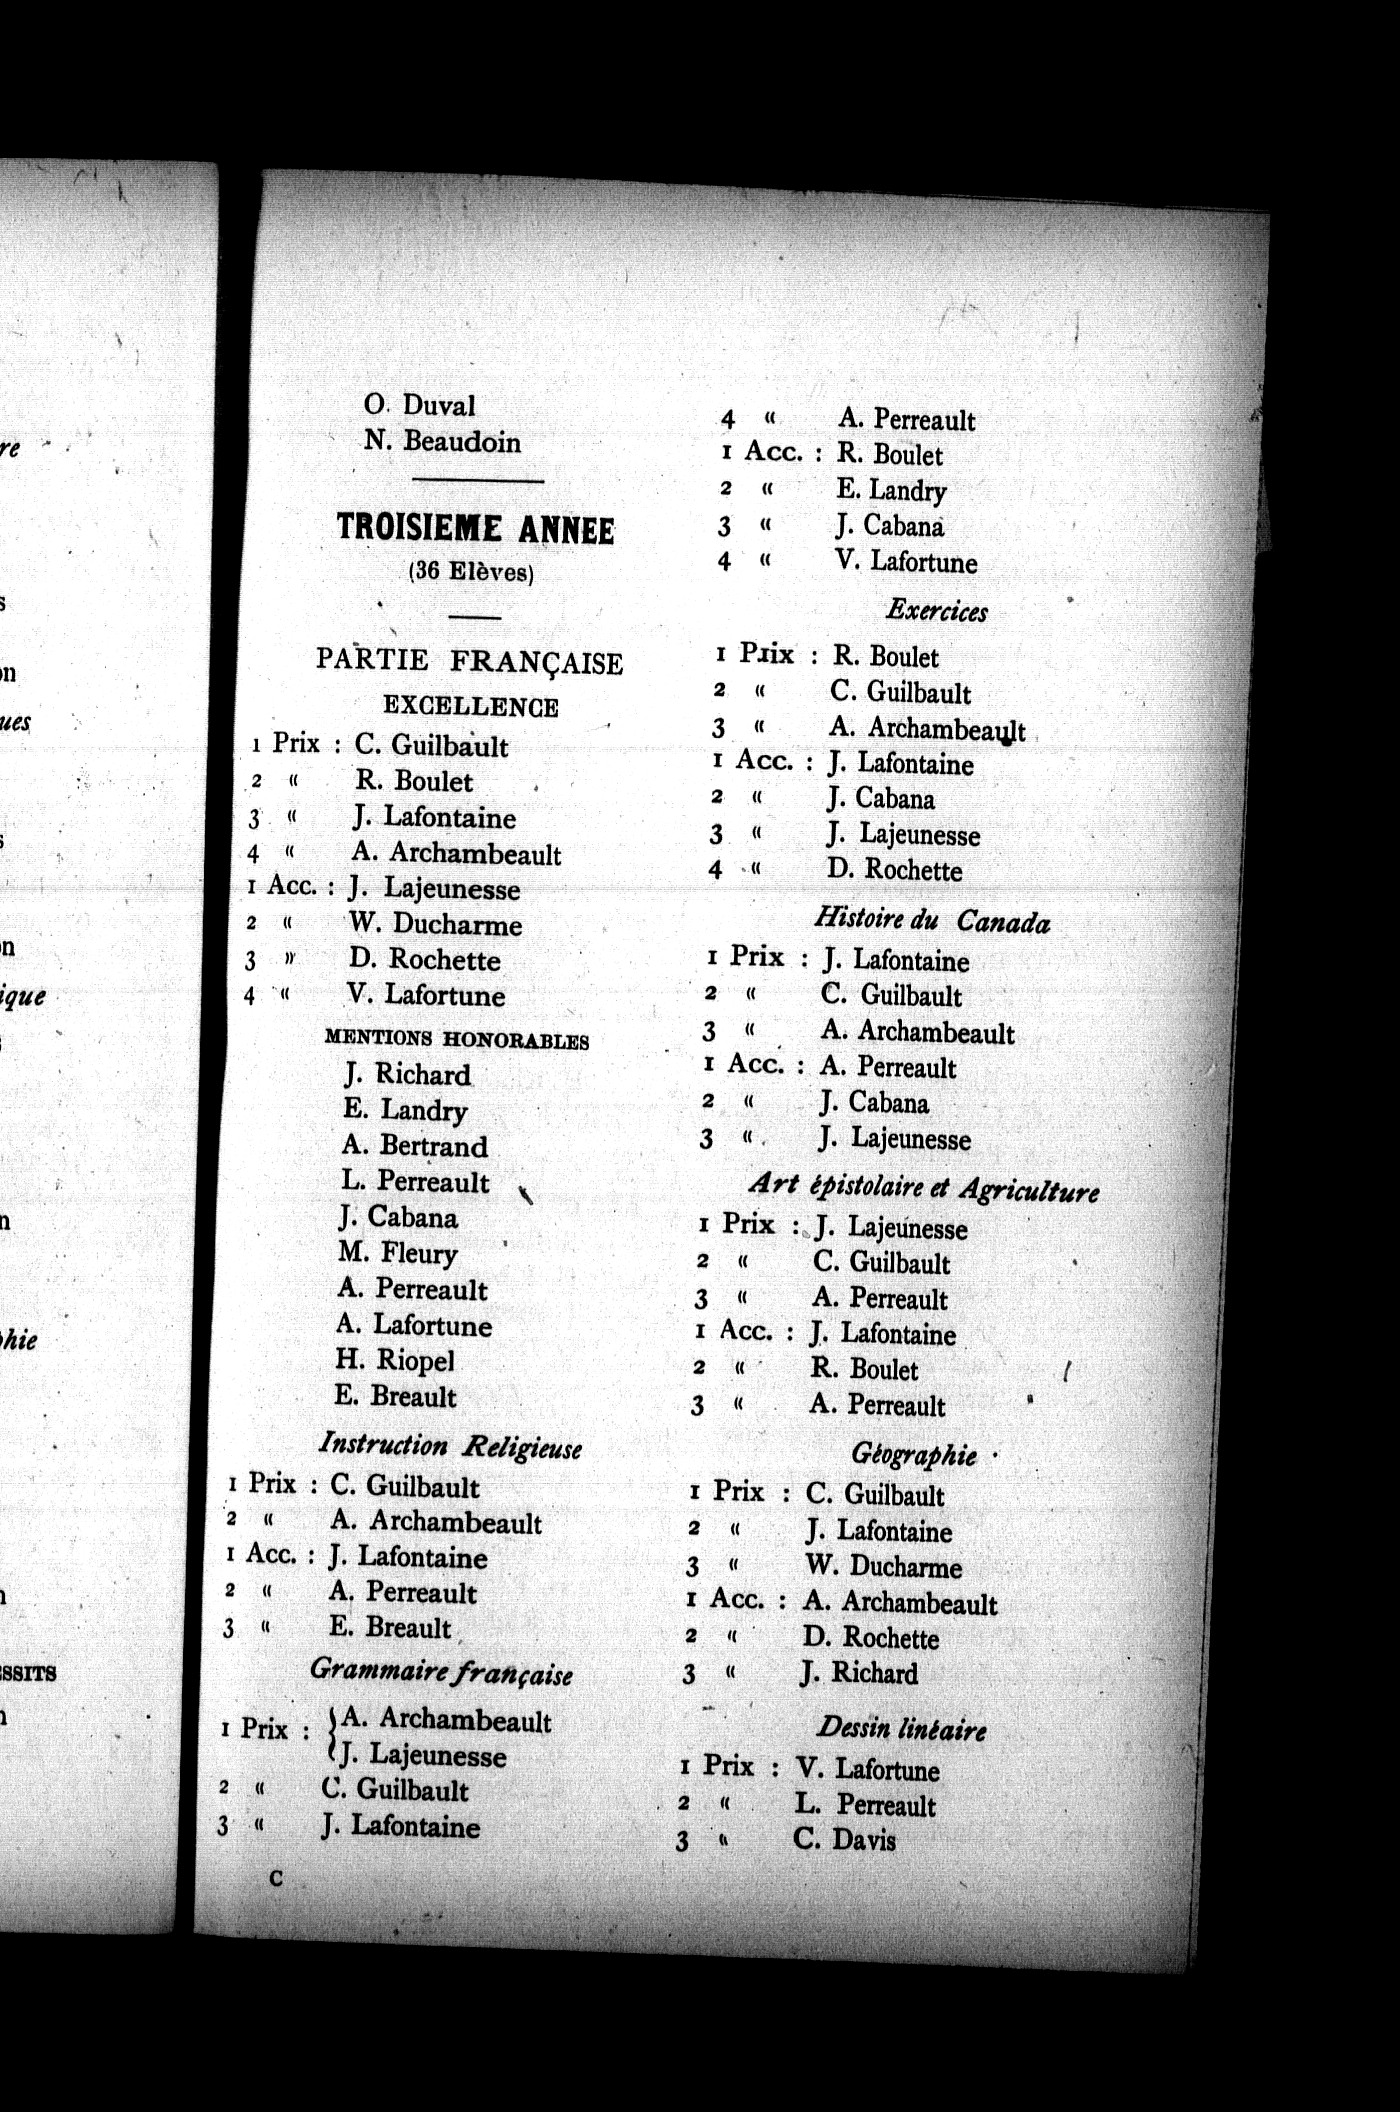 O. Duval
N. Beaudoin
TROISIEME ANNEE
(36 Elèves)
PARTIE FRANÇAISE
EXCELLENCE
1 Prix : C. Guilbault
2 “ R. Boulet
3 “ J. Lafontaine
4 “ A. Archambeault
1 Acc. : J. Lajeunesse
2 “ W. Ducharme
3 ” D. Rochette
4 “ V. Lafortune
MENTIONS HONORABLES
J. Richard
E. Landry
A. Bertrand
L. Perreault
J. Cabana
M. Fleury
A. Perreault
A. Lafortune
H. Riopel
E. Breault
Instruction Religieuse
1 Prix : C. Guilbault
2 “ A. Archambeault
1 Acc. : J. Lafontaine
2 “ A. Perreault
3 “ E. Breault
Grammaire française
1 Prix : { A. Archambeault
J. Lajeunesse
2 “ C. Guilbault
3 “ J. Lafontaine
C
4 “ A. Perreault
1 Acc. : R. Boulet
2 “ E. Landry
3 “ J. Cabana
4 “ V. Lafortune
Exercices
1 Prix : R. Boulet
2 “ C. Guilbault
3 “ A. Archambeault
1 Acc. : J. Lafontaine
2 “ J. Cabana
3 “ J. Lajeunesse
4 “ D. Rochette
Histoire du Canada
1 Prix : J. Lafontaine
2 “ C. Guilbault
3 “ A. Archambeault
1 Acc. : A. Perreault
2 “ J. Cabana
3 “ J. Lajeunesse
Art épistolaire et Agriculture
1 Prix : J. Lajeunesse
2 “ C. Guilbault
3 “ A. Perreault
1 Acc. : J. Lafontaine
2 “ R. Boulet
3 “ A. Perreault
Géographie
1 Prix : C. Guilbault
2 “ J. Lafontaine
3 “ W. Ducharme
1 Acc. : A. Archambeault
2 “ D. Rochette
3 “ J. Richard
Dessin linéaire
1 Prix : V. Lafortune
2 “ L. Perreault
3 “ C. Davis